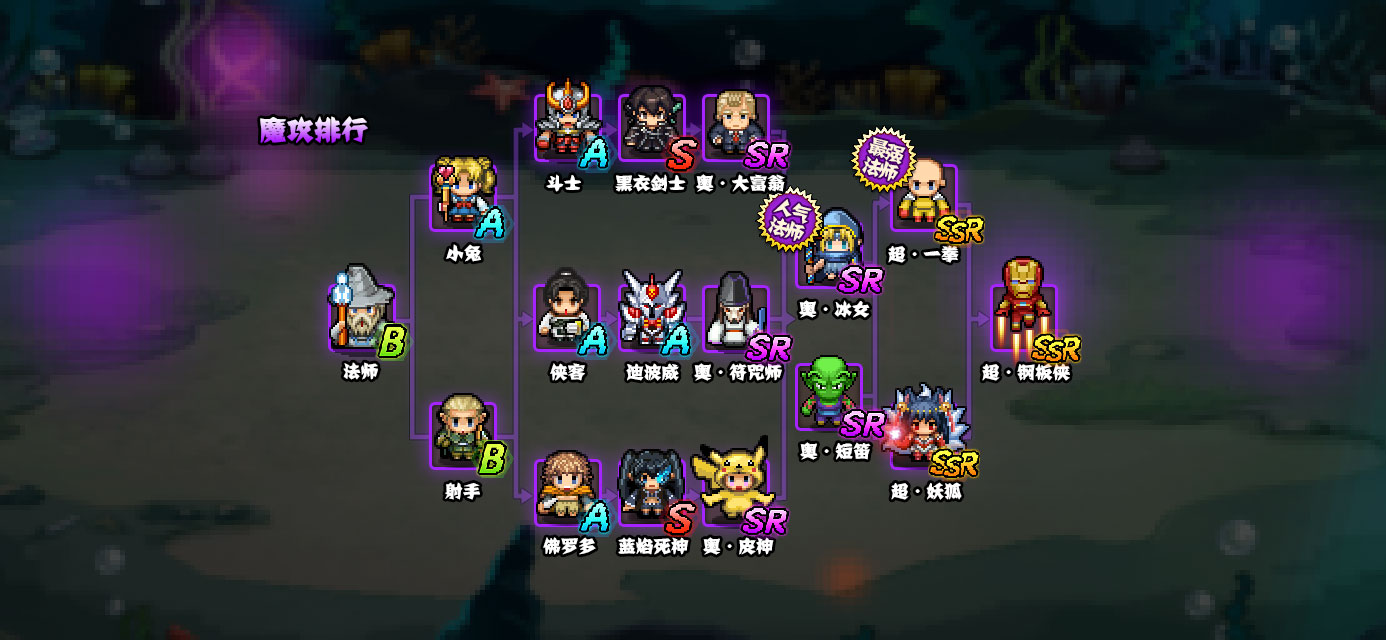 魔攻排行
A
斗士
S
黑衣剑士
SR
奥·大富翁
最强
法师
A
小兔
人气
法师
SR
奥·冰女
SSR
超·一拳
B
法师
A
侠客
A
迪波威
SR
奥·符咒师
SSR
超·钢板侠
B
射手
SR
奥·短笛
SSR
超·妖狐
A
佛罗多
S
蓝焰死神
SR
奥·皮神